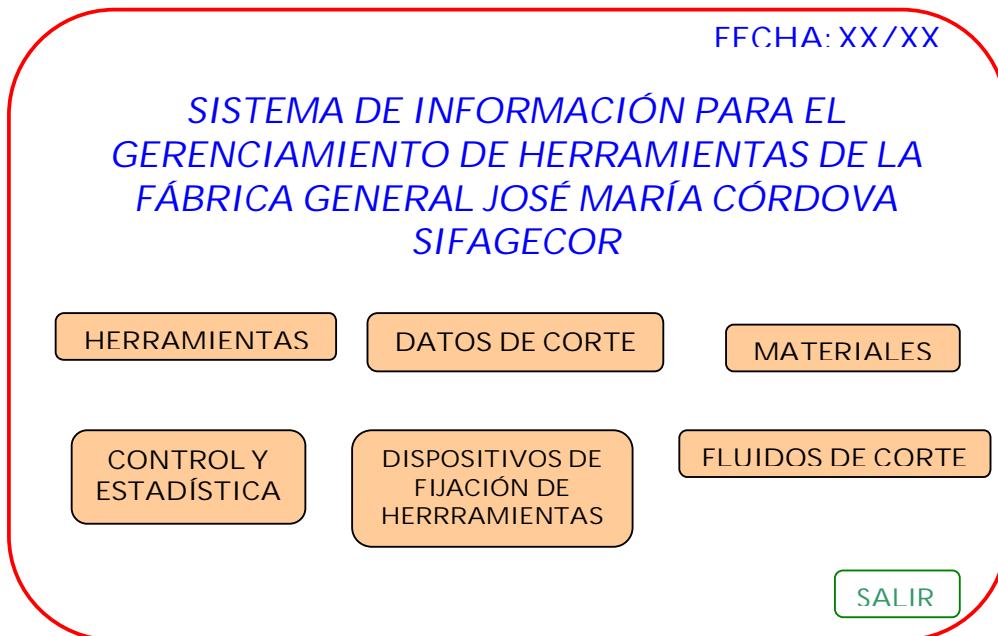 FECHA: XX/XX
SISTEMA DE INFORMACIÓN PARA EL
GERENCIAMIENTO DE HERRAMIENTAS DE LA
FÁBRICA GENERAL JOSÉ MARÍA CÓRDOVA
SIFAGECOR
HERRAMIENTAS
DATOS DE CORTE
MATERIALES
CONTROL Y
ESTADÍSTICA
DISPOSITIVOS DE
FIJACIÓN DE
HERRRAMIENTAS
FLUIDOS DE CORTE
SALIR